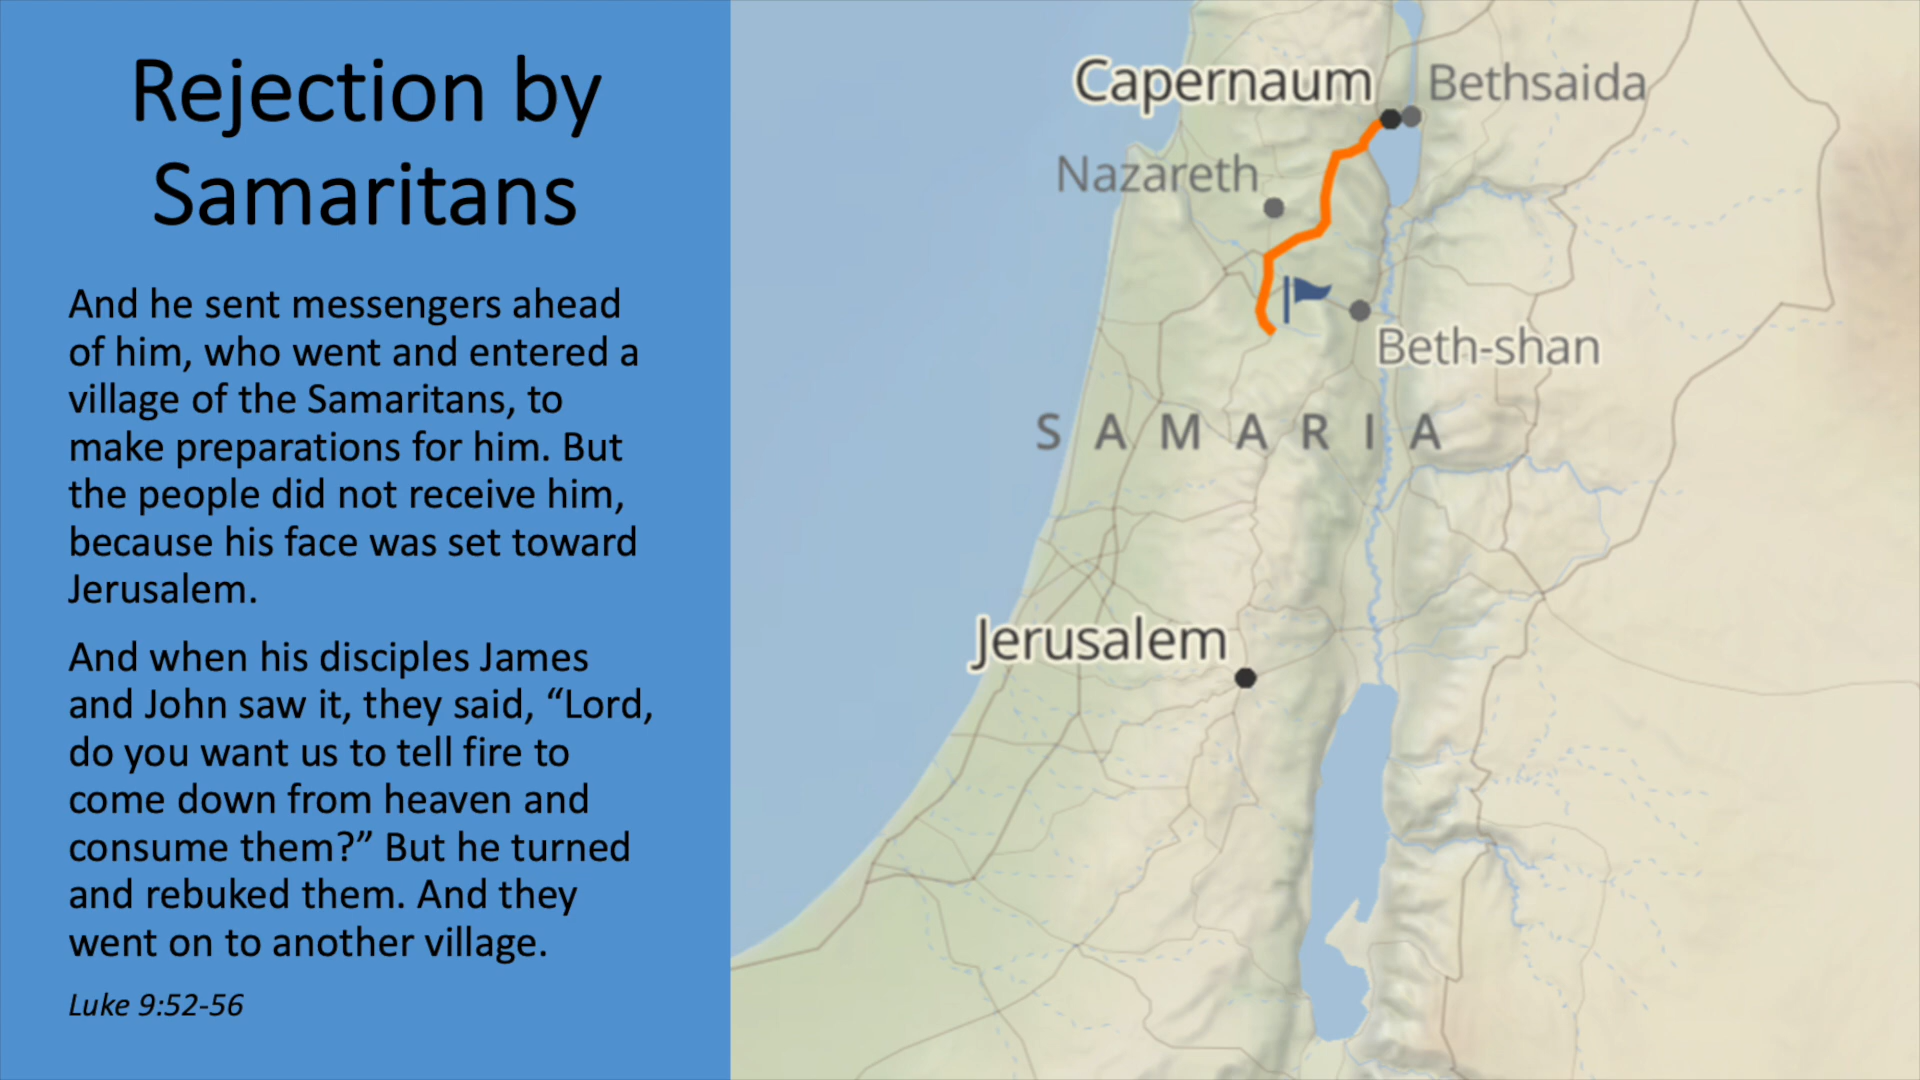 Rejection by
Samaritans
And he sent messengers ahead
of him, who went and entered a
village of the Samaritans, to
make preparations for him. But
the people did not receive him,
because his face was set toward
Jerusalem.
And when his disciples James
and John saw it, they said, “Lord,
do you want us to tell fire to
come down from heaven and
consume them?” But he turned
and rebuked them. And they
went on to another village.
Luke 9:52-56
Capernaum
Bethsaida
Nazareth
Beth-shan
SAMARIA
Jerusalem